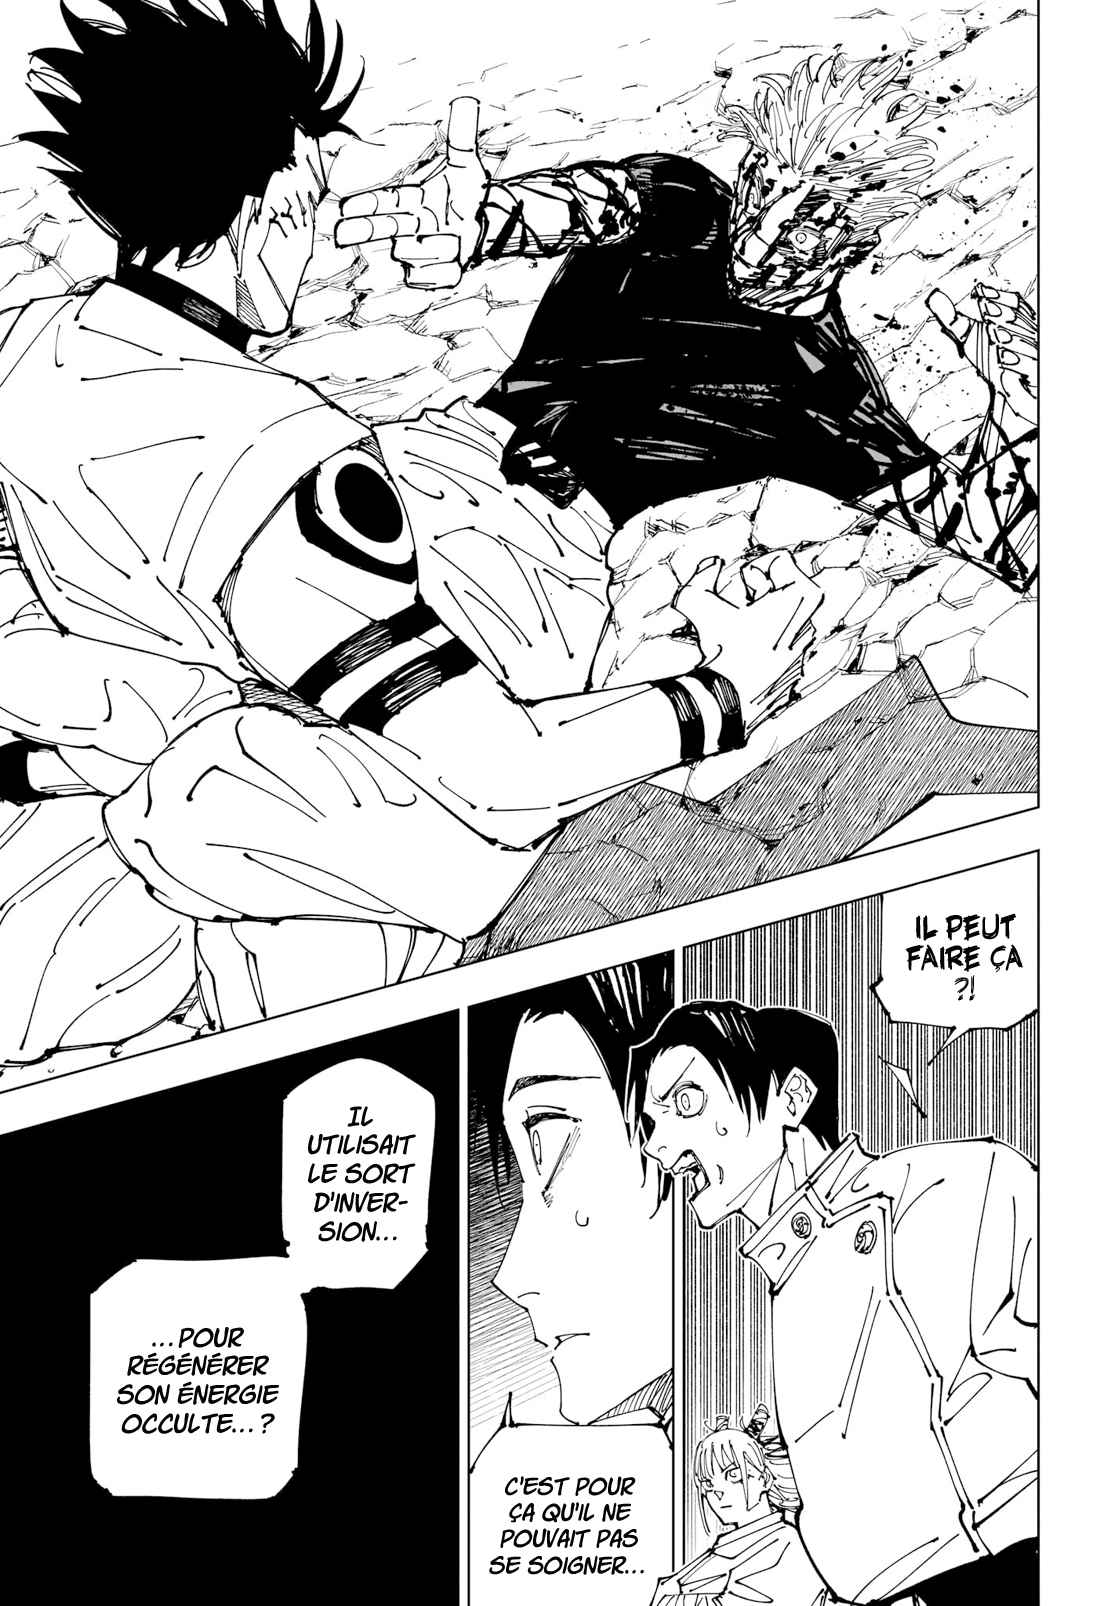 IL PEUT
FAIRE ÇA
?!
C'EST POUR
ÇA QU'IL NE
POUVAIT PAS
SE SOIGNER...
IL
UTILISAIT
LE SORT
D'INVER-
SION...
...POUR
RÉGÉNÉRER
SON ÉNERGIE
OCCULTE...?